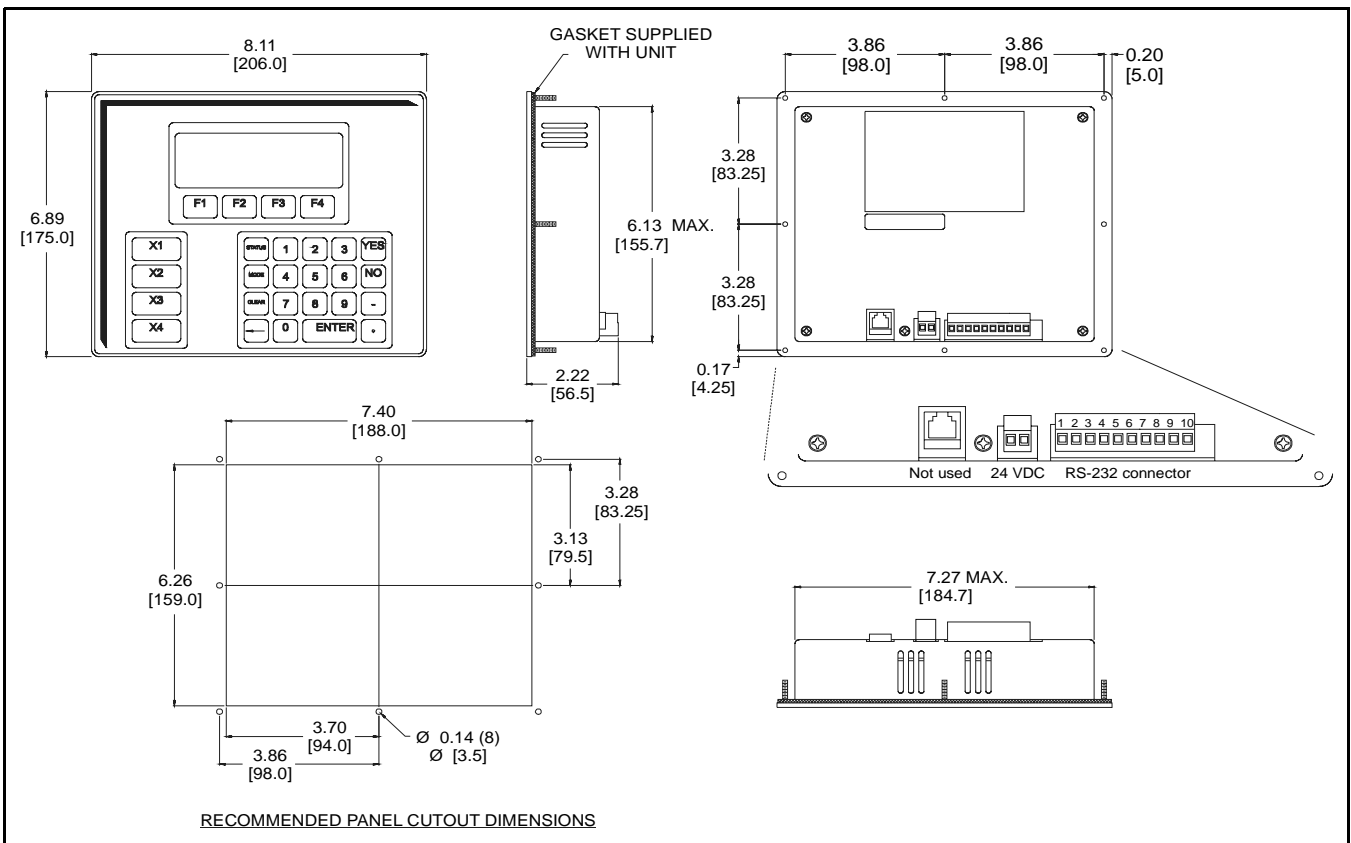 8.11
[206.0]
6.89
[175.0]
F1 F2 F3 F4
X1
X2
X3
X4
STATUS 1 2 3 YES
MODE 4 5 6 NO
CLEAR 7 8 9 -
0 ENTER .
GASKET SUPPLIED
WITH UNIT
6.13 MAX.
[155.7]
2.22
[56.5]
3.86
[98.0]
3.86
[98.0]
0.20
[5.0]
3.28
[83.25]
3.28
[83.25]
0.17
[4.25]
1 2 3 4 5 6 7 8 9 10
Not used 24 VDC RS-232 connector
7.40
[188.0]
3.28
[83.25]
3.13
[79.5]
6.26
[159.0]
3.70
[94.0]
3.86
[98.0]
Ø 0.14 (8)
Ø [3.5]
RECOMMENDED PANEL CUTOUT DIMENSIONS
7.27 MAX.
[184.7]